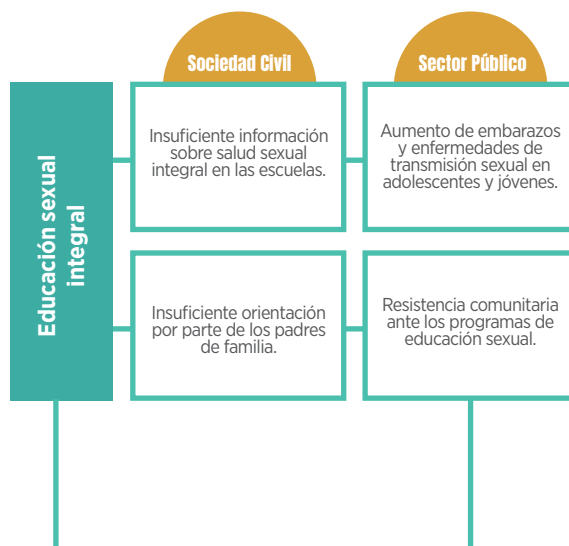 Sociedad Civil
Sector Público
Educación sexual
integral
Insuficiente información
sobre salud sexual
integral en las escuelas.
Aumento de embarazos
y enfermedades de
transmisión sexual en
adolescentes y jóvenes.
Insuficiente orientación
por parte de los padres
de familia.
Resistencia comunitaria
ante los programas de
educación sexual.